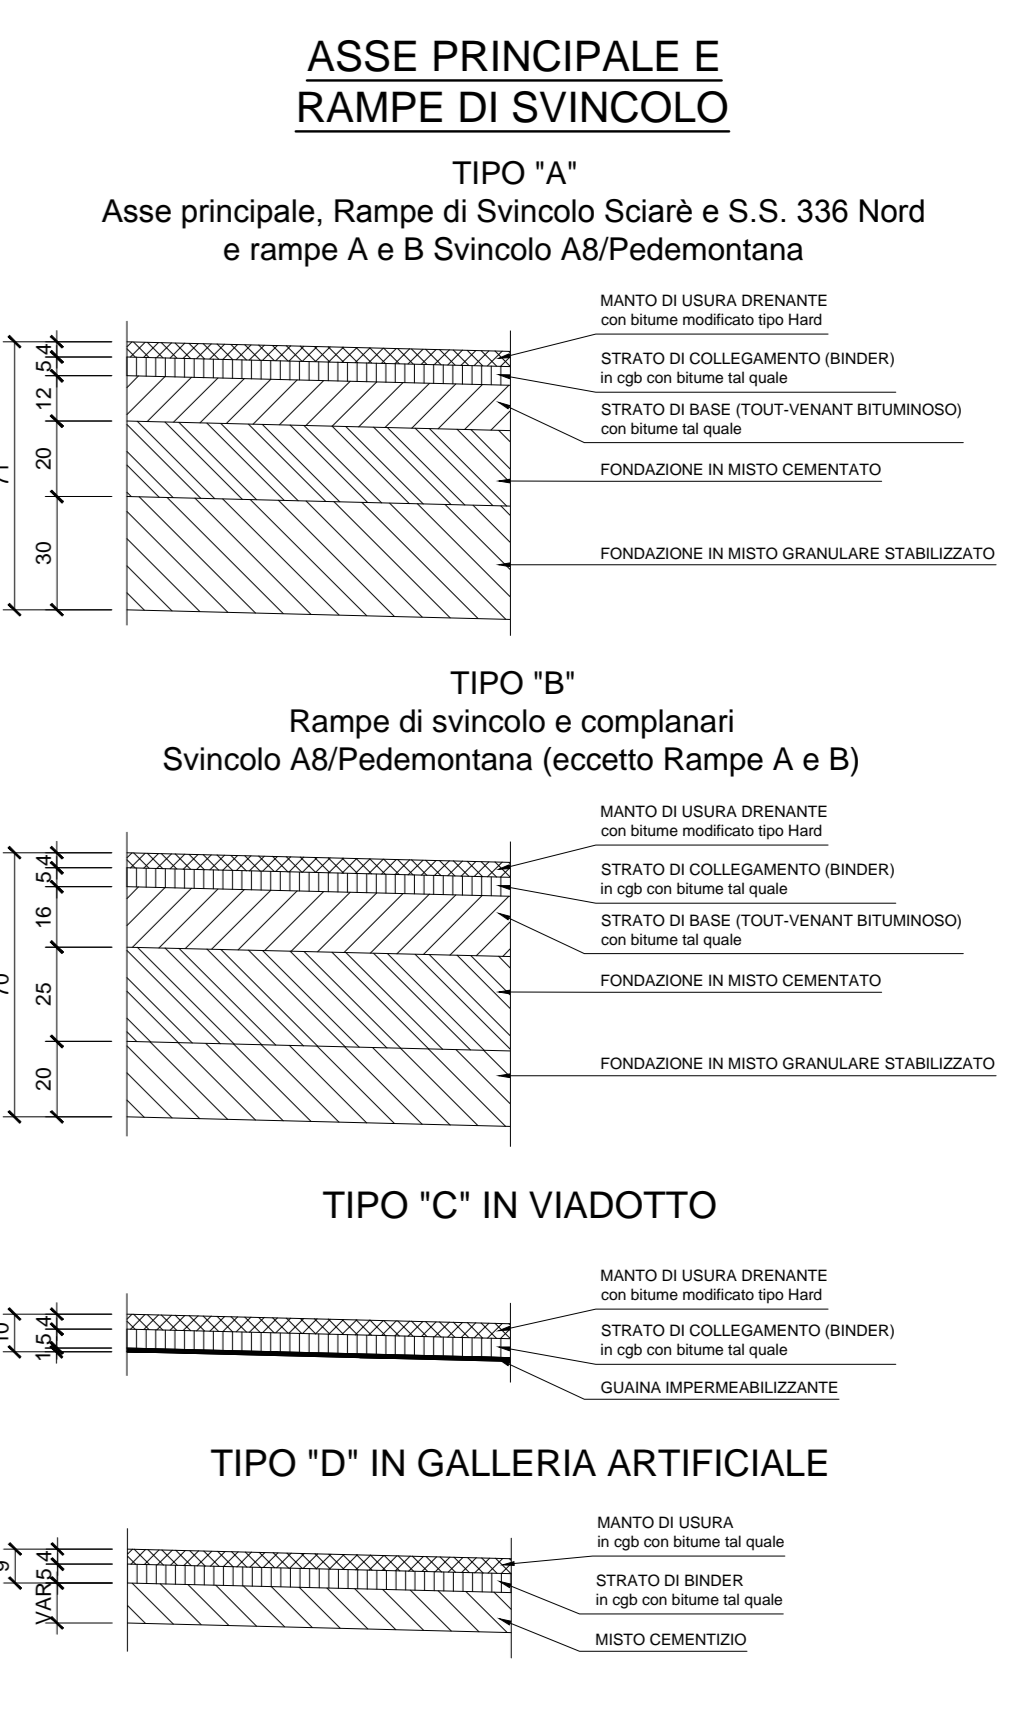 ASSE PRINCIPALE E
RAMPE DI SVINCOLO
TIPO "A"
Asse principale, Rampe di Svincolo Sciarè e S.S. 336 Nord
e rampe A e B Svincolo A8/Pedemontana
MANTO DI USURA DRENANTE
con bitume modificato tipo Hard
STRATO DI COLLEGAMENTO (BINDER)
in cgb con bitume tal quale
STRATO DI BASE (TOUT-VENANT BITUMINOSO)
con bitume tal quale
FONDAZIONE IN MISTO CEMENTATO
FONDAZIONE IN MISTO GRANULARE STABILIZZATO
4
5
12
20
30
71
TIPO "B"
Rampe di svincolo e complanari
Svincolo A8/Pedemontana (eccetto Rampe A e B)
MANTO DI USURA DRENANTE
con bitume modificato tipo Hard
STRATO DI COLLEGAMENTO (BINDER)
in cgb con bitume tal quale
STRATO DI BASE (TOUT-VENANT BITUMINOSO)
con bitume tal quale
FONDAZIONE IN MISTO CEMENTATO
FONDAZIONE IN MISTO GRANULARE STABILIZZATO
4
5
16
25
20
70
TIPO "C" IN VIADOTTO
MANTO DI USURA DRENANTE
con bitume modificato tipo Hard
STRATO DI COLLEGAMENTO (BINDER)
in cgb con bitume tal quale
GUAINA IMPERMEABILIZZANTE
4
5
1
10
TIPO "D" IN GALLERIA ARTIFICIALE
MANTO DI USURA
in cgb con bitume tal quale
STRATO DI BINDER
in cgb con bitume tal quale
MISTO CEMENTIZIO
4
5
VAR
9